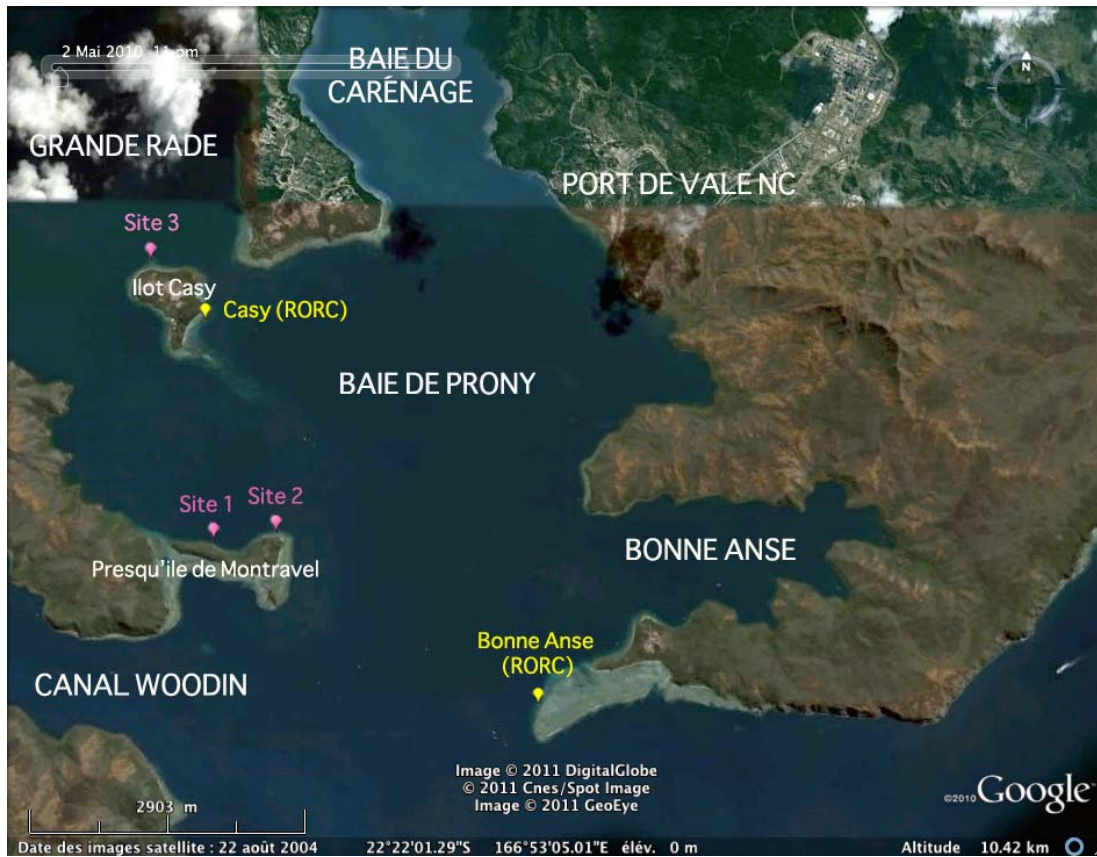 2 Mai 2010 11 pm
BAIE DU
CARÉNAGE
GRANDE RADE
N
PORT DE VALE NC
Site 3
Ilot Casy
Casy (RORC)
BAIE DE PRONY
Site 1
Site 2
BONNE ANSE
Presqu'ile de Montravel
Bonne Anse
(RORC)
CANAL WOODIN
Image © 2011 DigitalGlobe
© 2011 Cnes/Spot Image
Image © 2011 GeoEye
©2010 Google
2903 m
Date des images satellite : 22 août 2004 22°22'01.29"S 166°53'05.01"E élév. 0 m Altitude 10.42 km